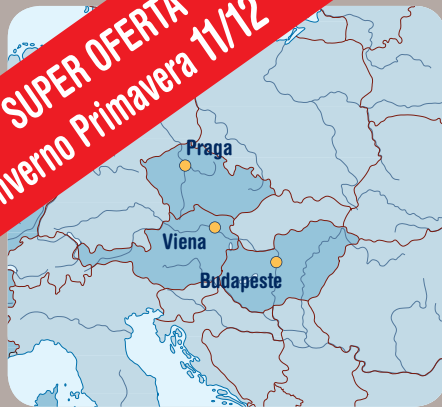 SUPER OFERTA
Inverno Primavera 11/12
Praga
Viena
Budapeste